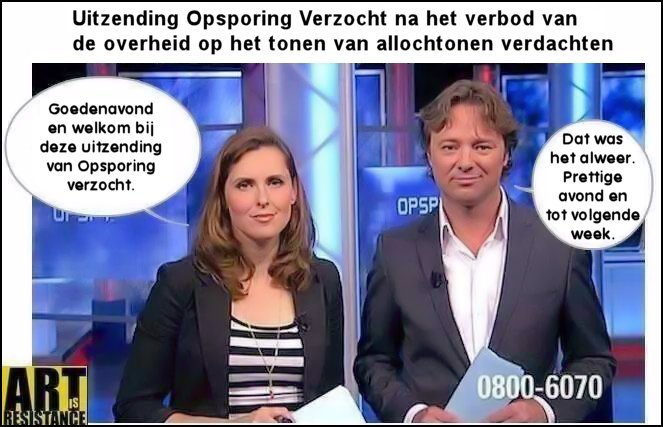 Uitzending Opsporing Verzocht na het verbod van
de overheid op het tonen van allochtonen verdachten
Goedenavond
en welkom bij
deze uitzending
van Opsporing
verzocht.
Dat was
het alweer.
Prettige
avond en
tot volgende
week.
OPSP
OPSP
0800-6070
ART
IS
RESISTANCE